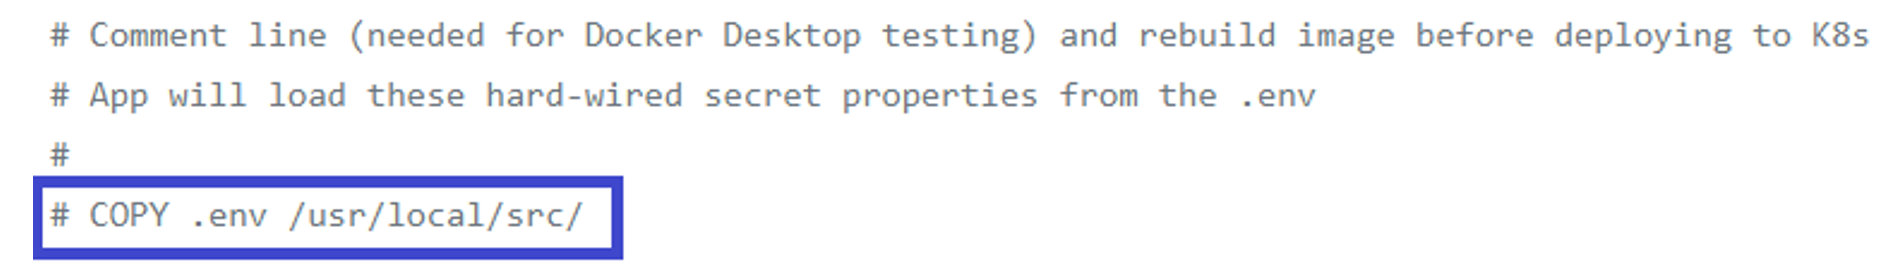 # Comment line (needed for Docker Desktop testing) and rebuild image before deploying to K8s
# App will load these hard-wired secret properties from the .env
#
# COPY .env /usr/local/src/